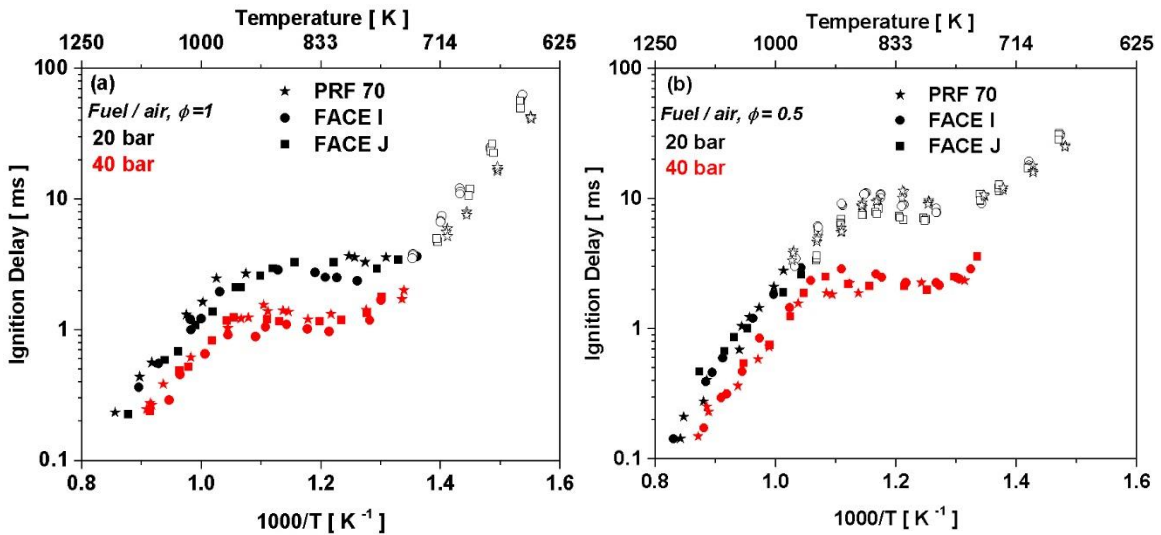 Temperature [ K ]
1250 1000 833 714 625
100
(a)
Fuel / air, ϕ=1
20 bar
40 bar
PRF 70
FACE I
FACE J
10
1
0.1
Ignition Delay [ ms ]
0.8 1.0 1.2 1.4 1.6
1000/T [ K -1 ]
Temperature [ K ]
1250 1000 833 714 625
100
(b)
Fuel / air, ϕ= 0.5
20 bar
40 bar
PRF 70
FACE I
FACE J
10
1
0.1
Ignition Delay [ ms ]
0.8 1.0 1.2 1.4 1.6
1000/T [ K -1 ]